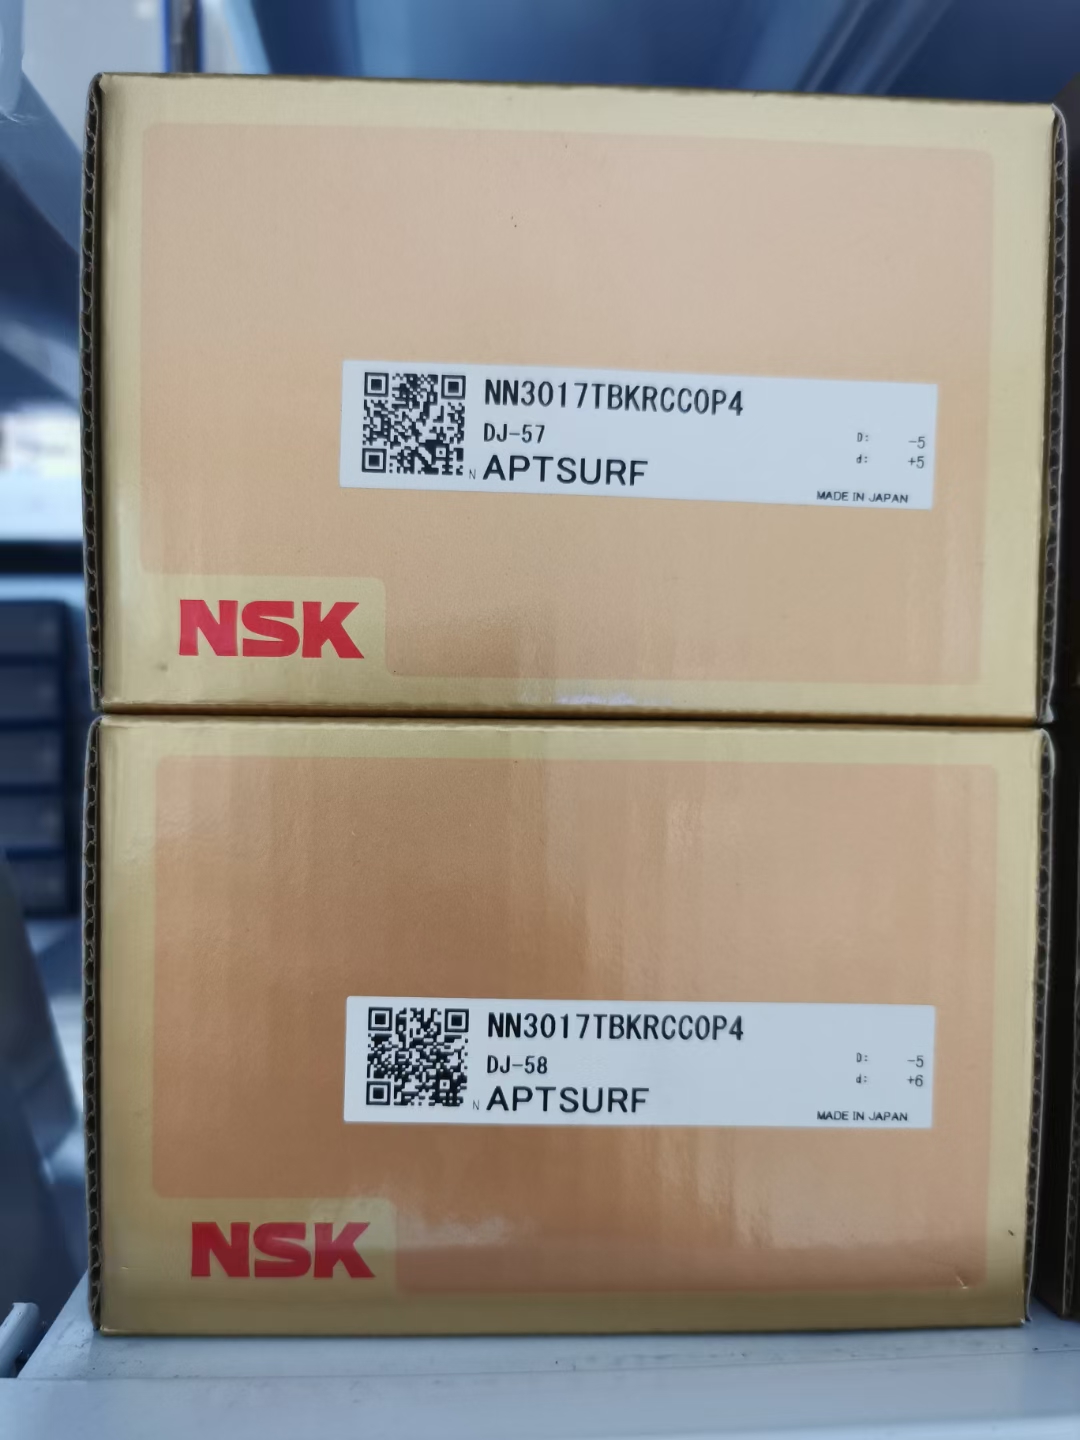 NN3017TBKRCC0P4
DJ-57
D: -5
d: +5
N APTSURF
MADE IN JAPAN
NSK
NN3017TBKRCC0P4
DJ-58
D: -5
d: +6
N APTSURF
MADE IN JAPAN
NSK